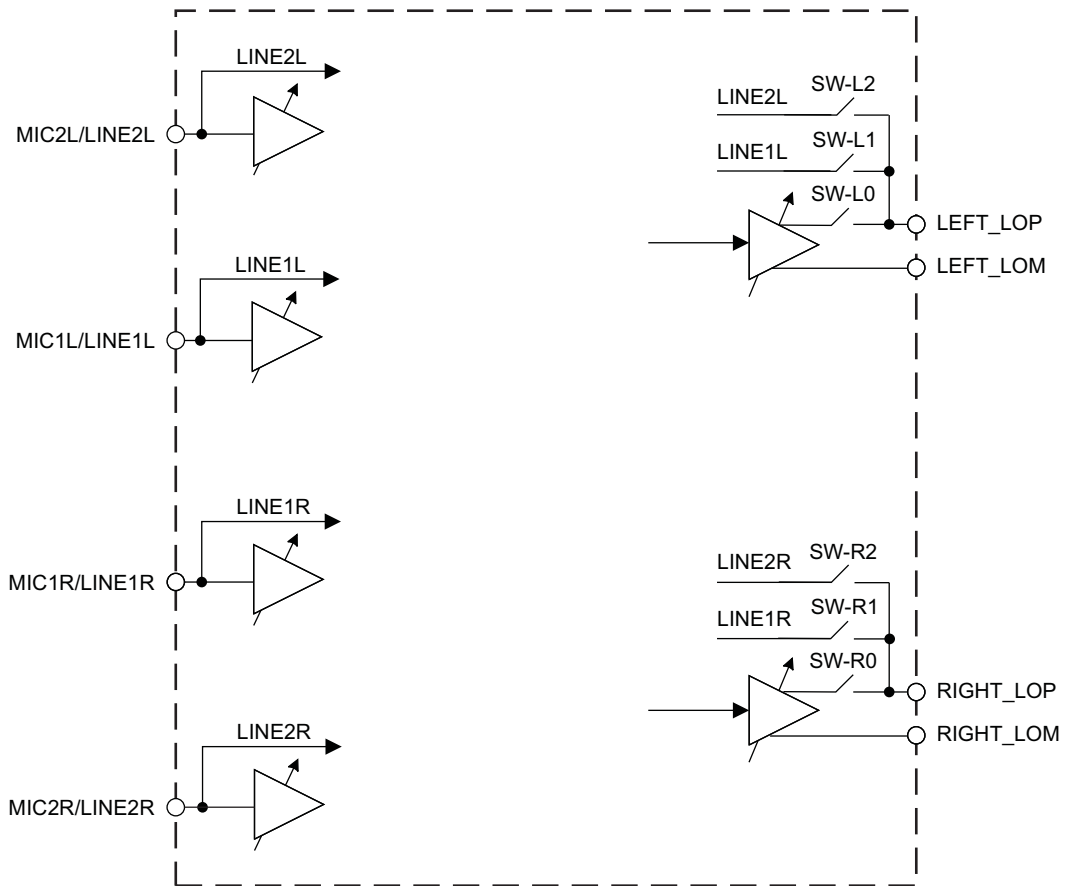 LINE2L
MIC2L/LINE2L
LINE1L
MIC1L/LINE1L
LINE1R
MIC1R/LINE1R
LINE2R
MIC2R/LINE2R
LINE2L
SW-L2
LINE1L
SW-L1
SW-L0
LEFT_LOP
LEFT_LOM
LINE2R
SW-R2
LINE1R
SW-R1
SW-R0
RIGHT_LOP
RIGHT_LOM